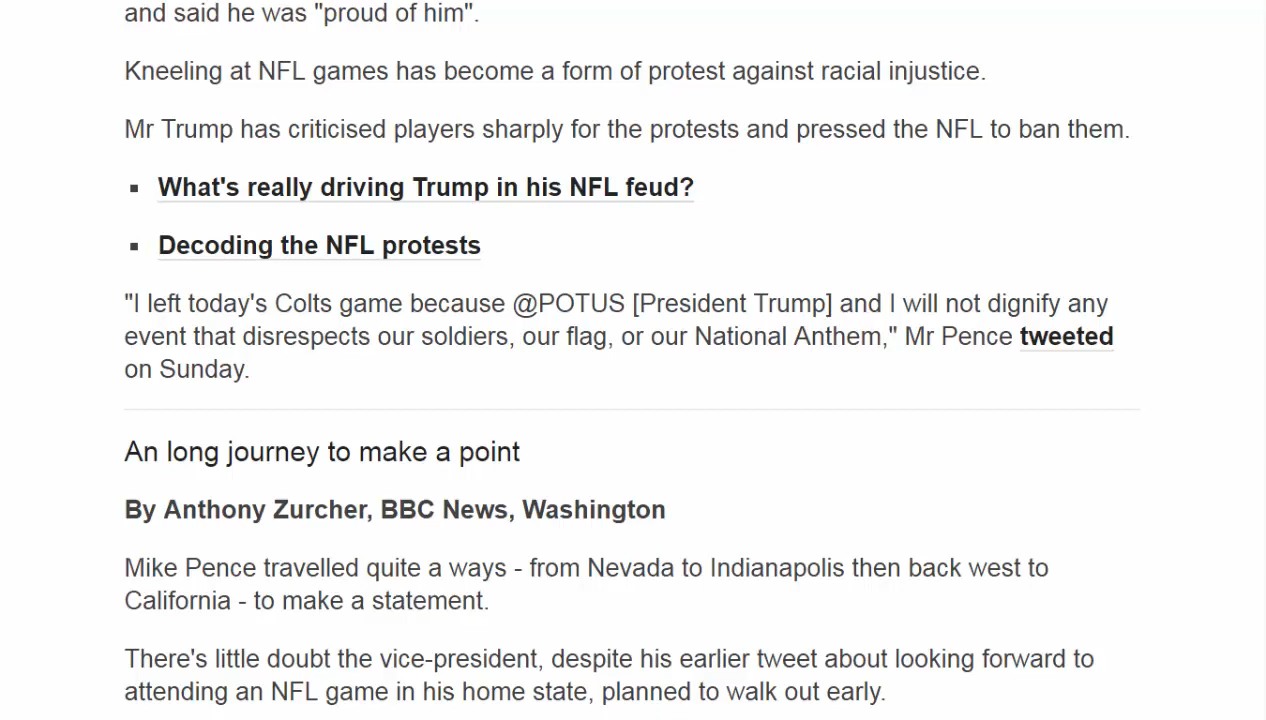 and said he was "proud of him".
Kneeling at NFL games has become a form of protest against racial injustice.
Mr Trump has criticised players sharply for the protests and pressed the NFL to ban them.
What's really driving Trump in his NFL feud?
Decoding the NFL protests
"I left today's Colts game because @POTUS [President Trump] and I will not dignify any
event that disrespects our soldiers, our flag, or our National Anthem," Mr Pence tweeted
on Sunday.
An long journey to make a point
By Anthony Zurcher, BBC News, Washington
Mike Pence travelled quite a ways - from Nevada to Indianapolis then back west to
California - to make a statement.
There's little doubt the vice-president, despite his earlier tweet about looking forward to
attending an NFL game in his home state, planned to walk out early.